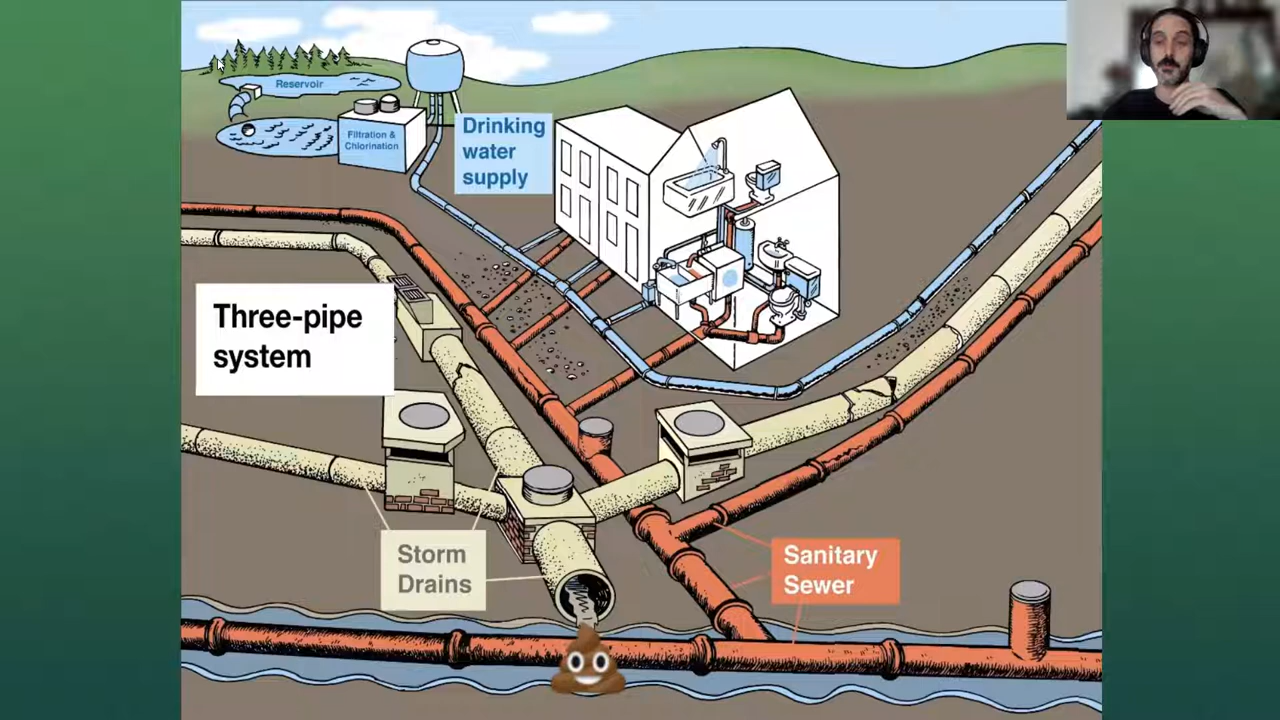 Reservoir
Filtration &
Chlorination
Drinking
water
supply
Three-pipe
system
Storm
Drains
Sanitary
Sewer